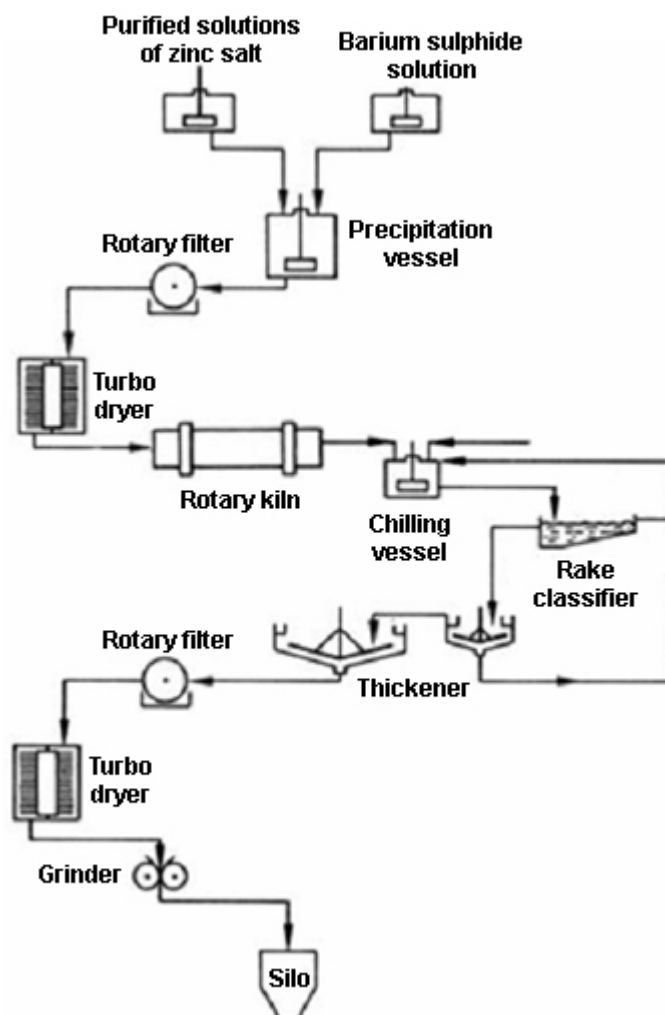 Purified solutions
of zinc salt
Barium sulphide
solution
Precipitation
vessel
Rotary filter
Turbo
dryer
Rotary kiln
Chilling
vessel
Rake
classifier
Rotary filter
Thickener
Turbo
dryer
Grinder
Silo